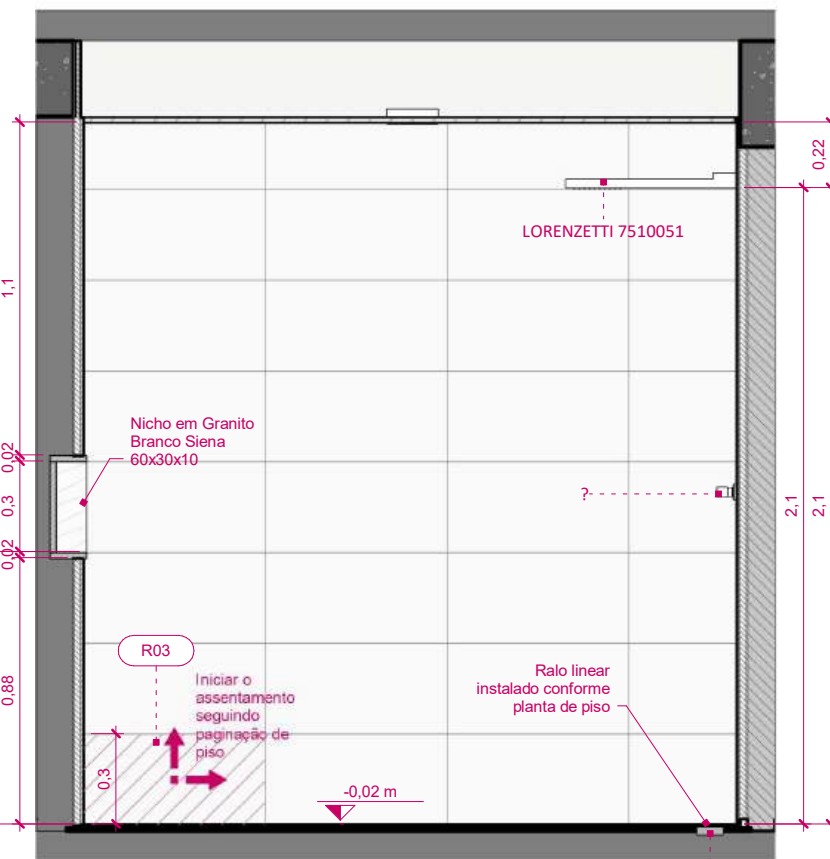 0,22
LORENZETTI 7510051
1,1
Nicho em Granito
Branco Siena
60x30x10
0,02
0,3
0,02
?
2,1
2,1
R03
Iniciar o
assentamento
seguindo
paginação de
piso
Ralo linear
instalado conforme
planta de piso
0,88
0,3
-0,02 m